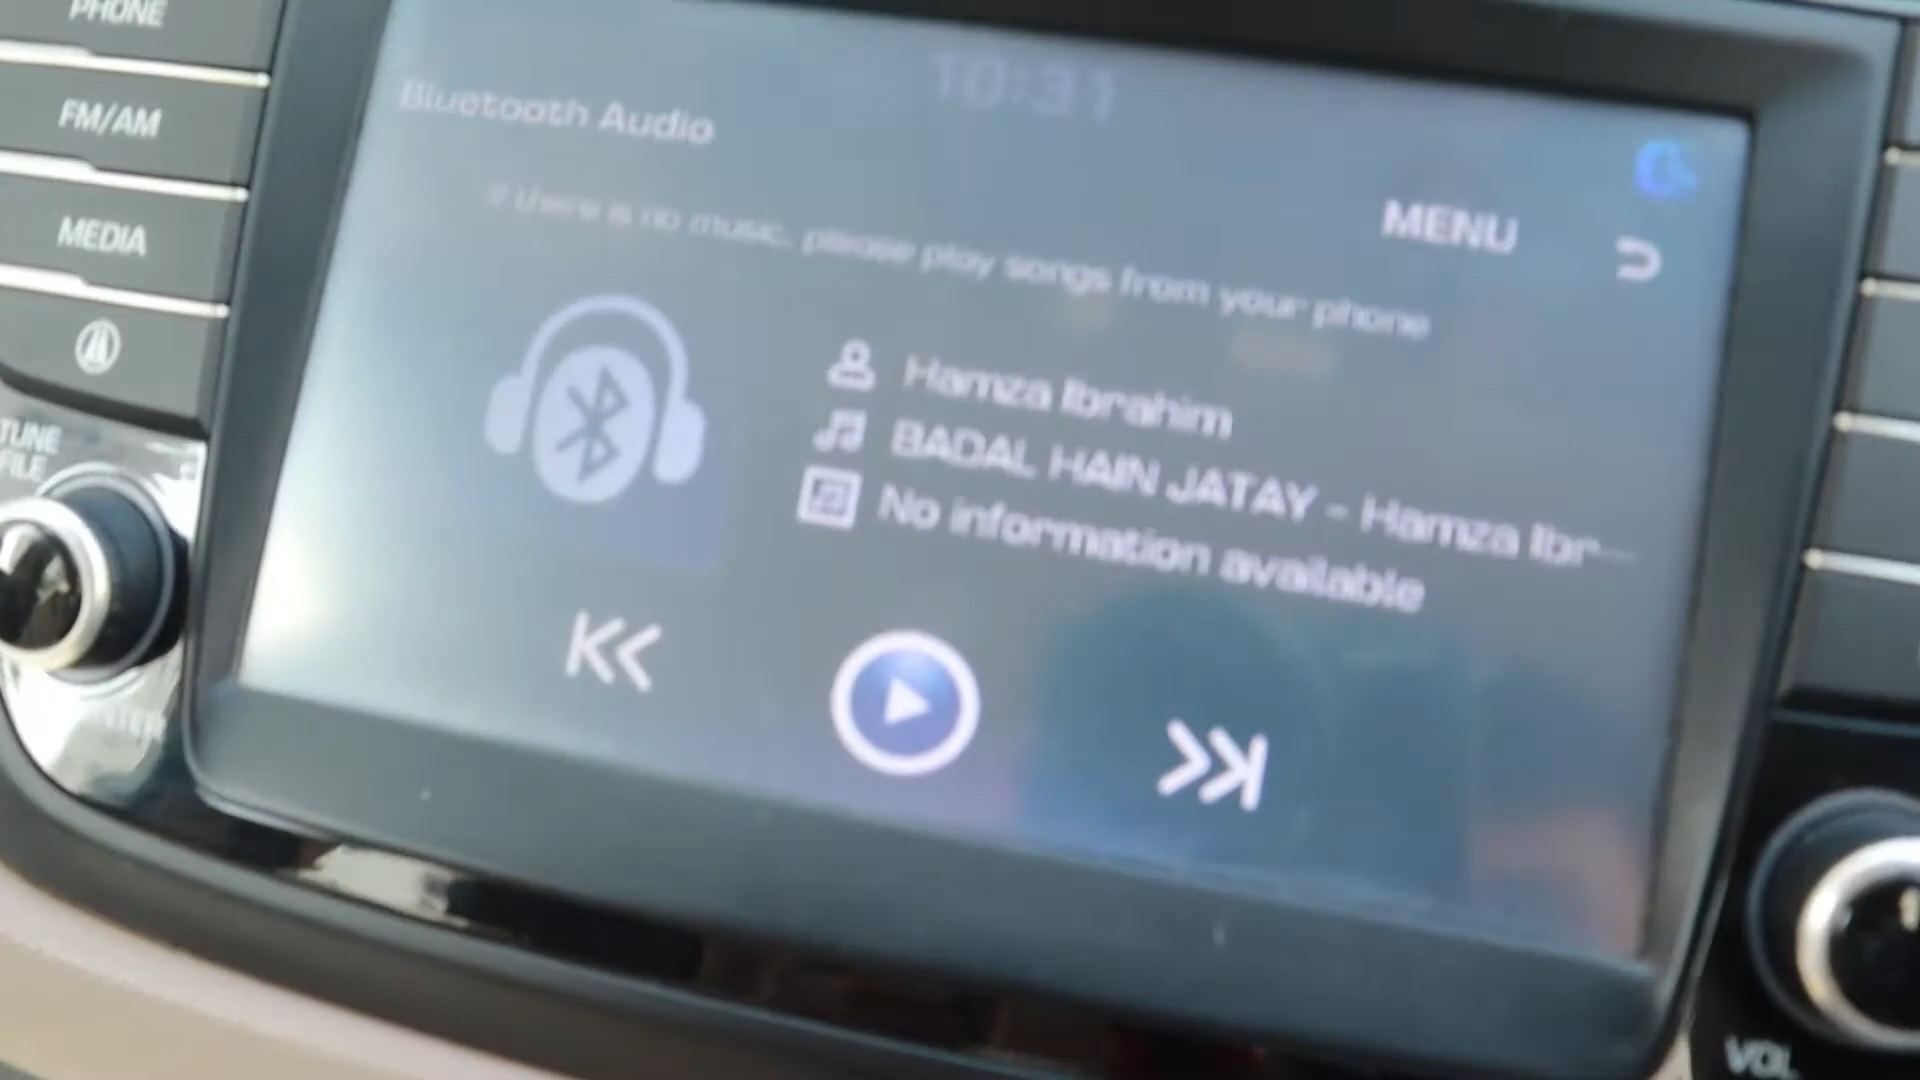 PHONE
FM/AM
MEDIA
TUNE
FILE
10:31
Bluetooth Audio
MENU
If there is no music, please play songs from your phone
Hamza Ibrahim
BADAL HAIN JATAY - Hamza Ibr...
No information available
VOL